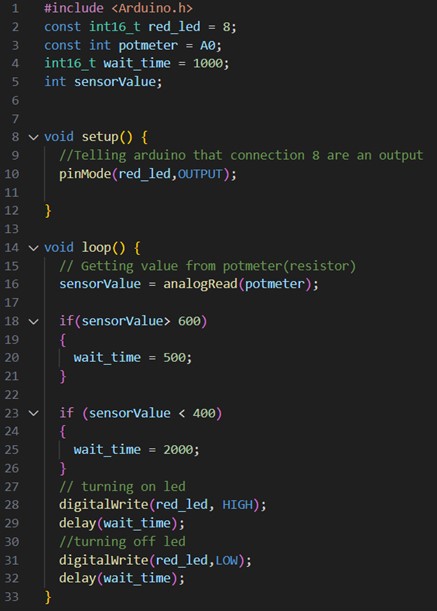 1 #include <Arduino.h>
2 const int16_t red_led = 8;
3 const int potmeter = A0;
4 int16_t wait_time = 1000;
5 int sensorValue;
6
7
8 void setup() {
9 //Telling arduino that connection 8 are an output
10 pinMode(red_led,OUTPUT);
11
12 }
13
14 void loop() {
15 // Getting value from potmeter(resistor)
16 sensorValue = analogRead(potmeter);
17
18 if(sensorValue> 600)
19 {
20 wait_time = 500;
21 }
22
23 if (sensorValue < 400)
24 {
25 wait_time = 2000;
26 }
27 // turning on led
28 digitalWrite(red_led, HIGH);
29 delay(wait_time);
30 //turning off led
31 digitalWrite(red_led,LOW);
32 delay(wait_time);
33 }